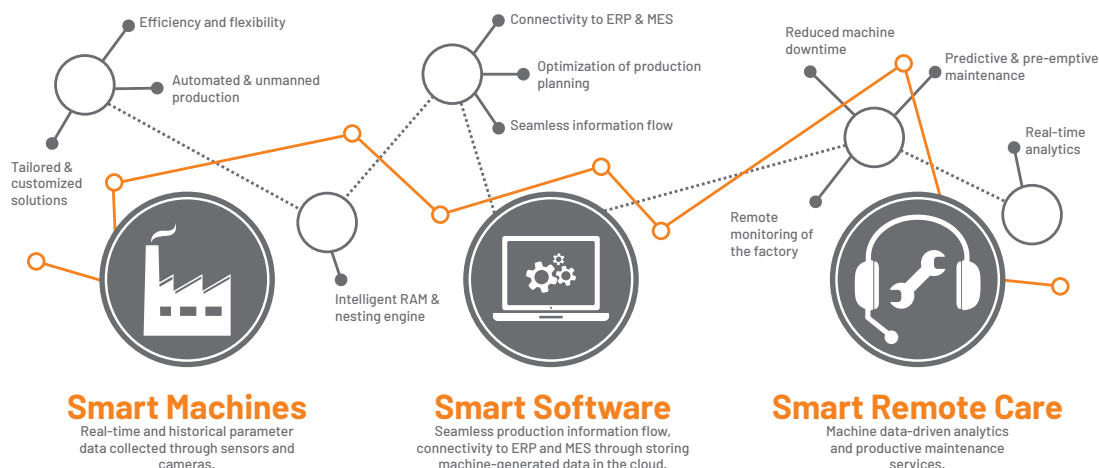 Efficiency and flexibility
Automated & unmanned
production
Tailored &
customized
solutions
Intelligent RAM &
nesting engine
Connectivity to ERP & MES
Optimization of production
planning
Seamless information flow
Reduced machine
downtime
Predictive & pre-emptive
maintenance
Real-time
analytics
Remote
monitoring of
the factory
Smart Machines
Real-time and historical parameter
data collected through sensors and
cameras.
Smart Software
Seamless production information flow,
connectivity to ERP and MES through storing
machine-generated data in the cloud.
Smart Remote Care
Machine data-driven analytics
and productive maintenance
services.